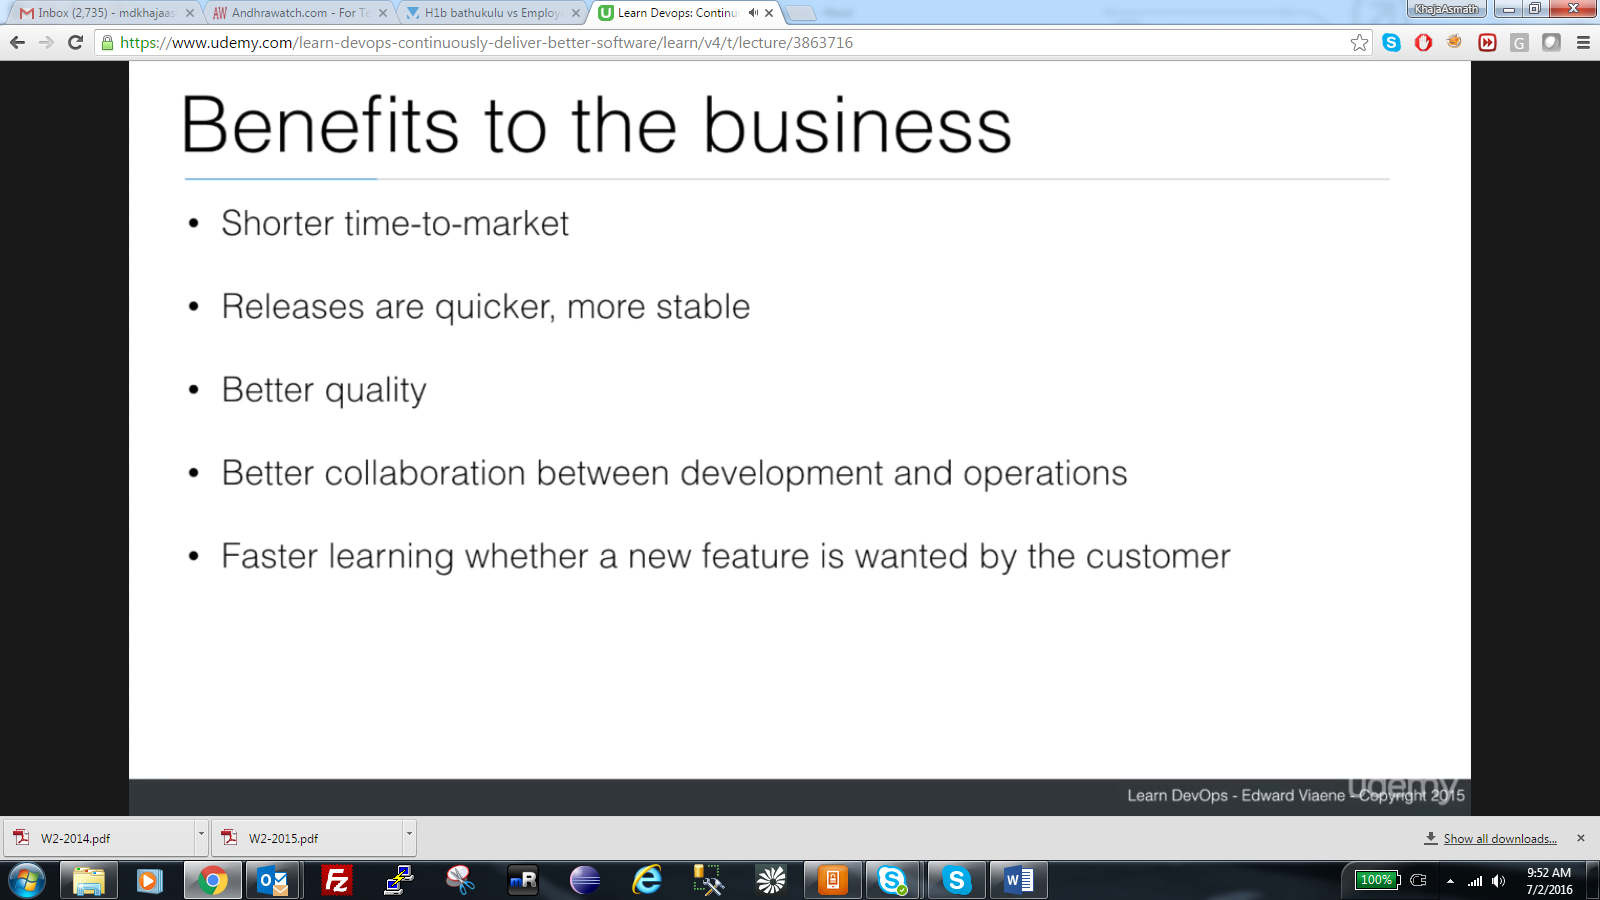 Inbox (2,735) - mdkhajaas
Andhrawatch.com - For Te
H1b bathukulu vs Employ
Learn Devops: Continu
KhajaAsmath
https://www.udemy.com/learn-devops-continuously-deliver-better-software/learn/v4/t/lecture/3863716
Benefits to the business
• Shorter time-to-market
• Releases are quicker, more stable
• Better quality
• Better collaboration between development and operations
• Faster learning whether a new feature is wanted by the customer
udemy
Learn DevOps - Edward Viaene - Copyright 2015
W2-2014.pdf
W2-2015.pdf
Show all downloads...
100%
9:52 AM
7/2/2016